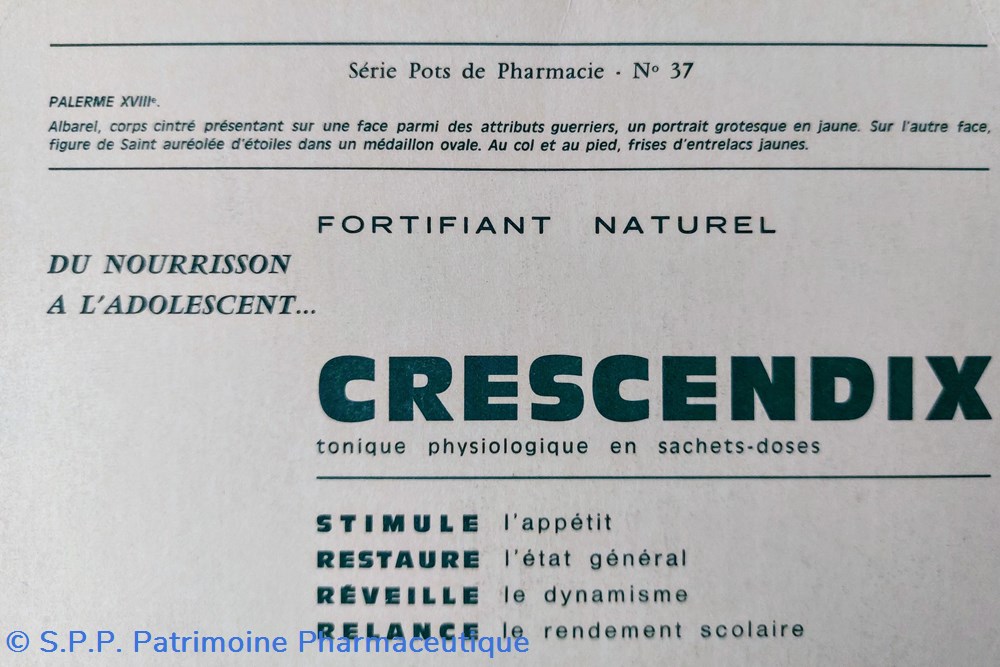 Série Pots de Pharmacie · Nº 37
PALERME XVIIIe.
Albarel, corps cintré présentant sur une face parmi des attributs guerriers, un portrait grotesque en jaune. Sur l'autre face,
figure de Saint auréolée d'étoiles dans un médaillon ovale. Au col et au pied, frises d'entrelacs jaunes.
FORTIFIANT NATUREL
DU NOURRISSON
A L'ADOLESCENT...
CRESCENDIX
tonique physiologique en sachets-doses
STIMULE l'appétit
RESTAURE l'état général
RÉVEILLE le dynamisme
RELANCE le rendement scolaire
© S.P.P. Patrimoine Pharmaceutique